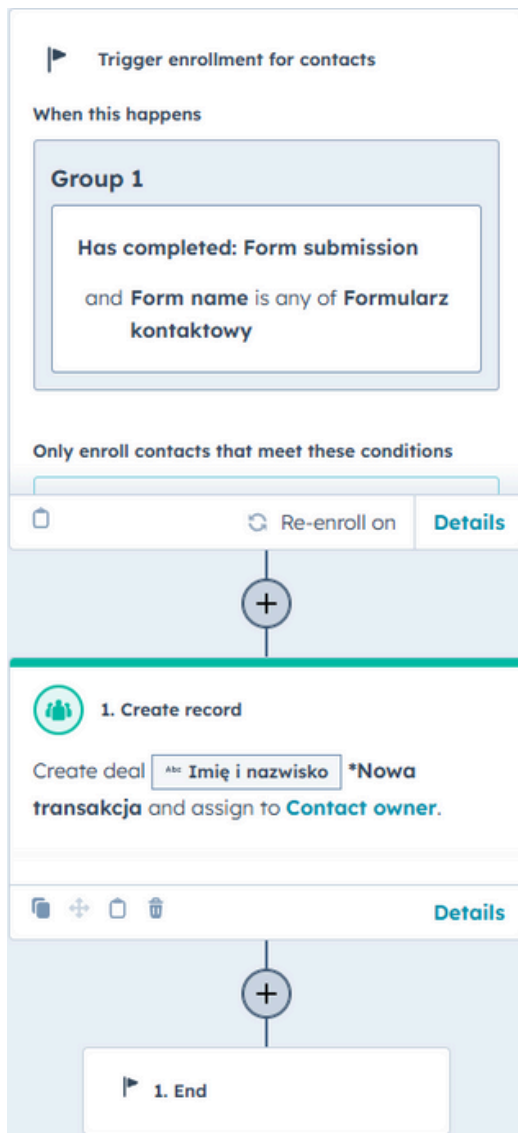 Trigger enrollment for contacts
When this happens
Group 1
Has completed: Form submission
and Form name is any of Formularz
kontaktowy
Only enroll contacts that meet these conditions
Re-enroll on Details
1. Create record
Create deal Abc Imię i nazwisko *Nowa
transakcja and assign to Contact owner.
Details
1. End